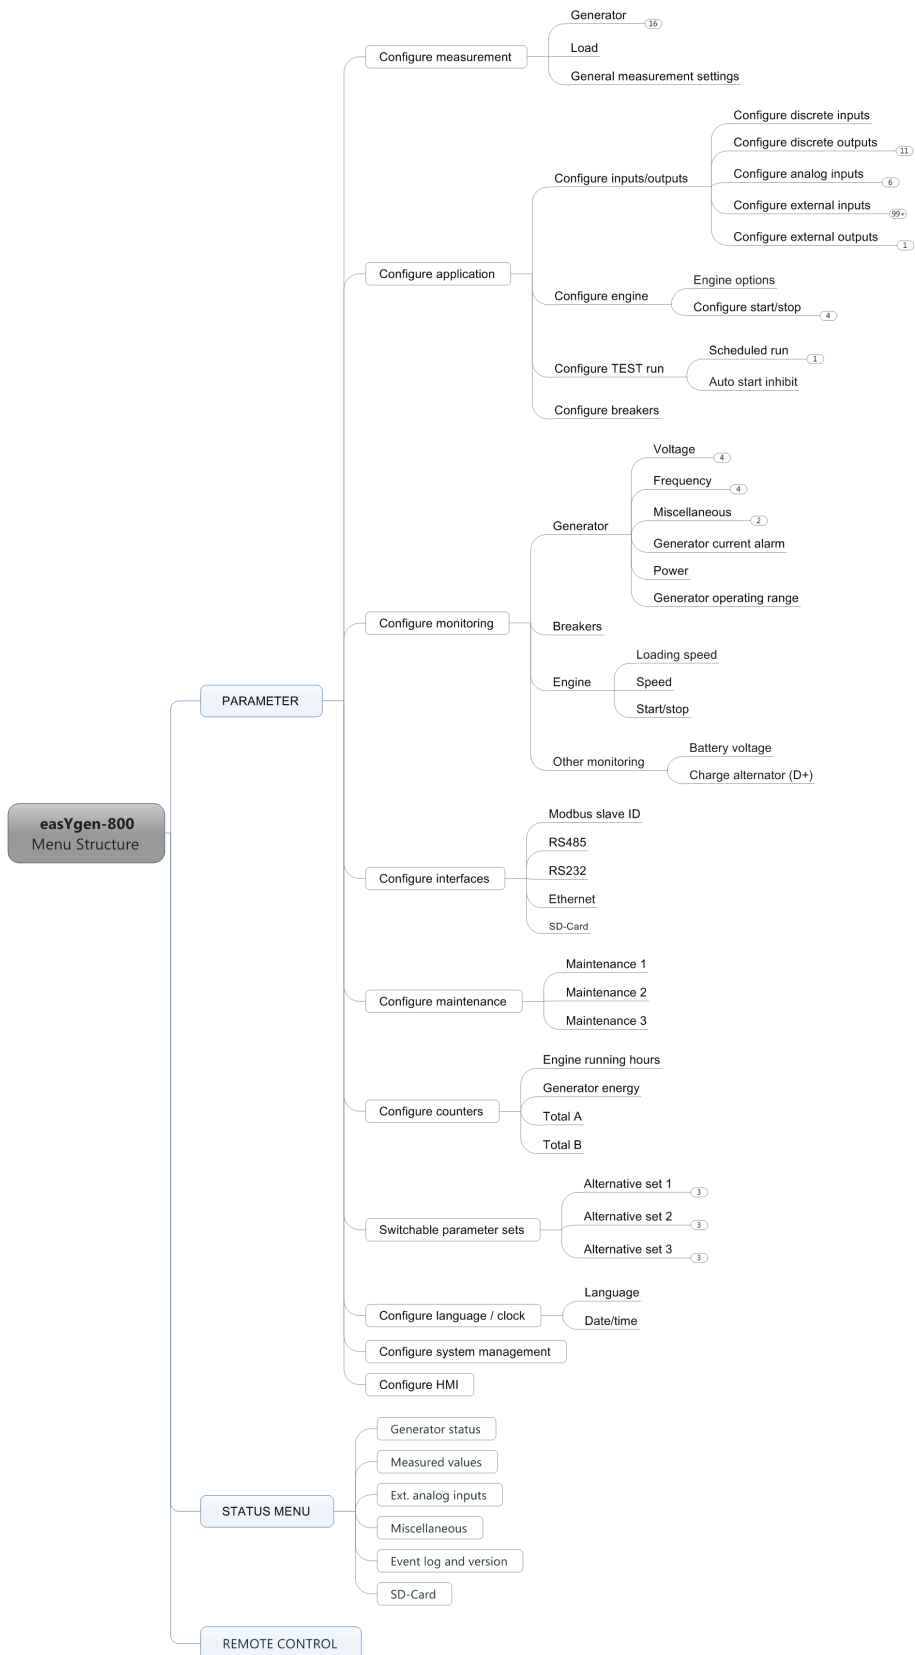 Generator
16
Configure measurement
Load
General measurement settings
Configure discrete inputs
Configure discrete outputs
11
Configure inputs/outputs
Configure analog inputs
6
Configure external inputs
99+
Configure external outputs
1
Configure application
Engine options
Configure engine
Configure start/stop
4
Scheduled run
1
Configure TEST run
Auto start inhibit
Configure breakers
Voltage
4
Frequency
4
Miscellaneous
2
Generator
Generator current alarm
Power
Generator operating range
Configure monitoring
Breakers
Loading speed
Engine
Speed
Start/stop
PARAMETER
Battery voltage
Other monitoring
Charge alternator (D+)
easYgen-800
Menu Structure
Modbus slave ID
RS485
Configure interfaces
RS232
Ethernet
SD-Card
Maintenance 1
Configure maintenance
Maintenance 2
Maintenance 3
Engine running hours
Generator energy
Configure counters
Total A
Total B
Alternative set 1
3
Switchable parameter sets
Alternative set 2
3
Alternative set 3
3
Language
Configure language / clock
Date/time
Configure system management
Configure HMI
Generator status
Measured values
Ext. analog inputs
STATUS MENU
Miscellaneous
Event log and version
SD-Card
REMOTE CONTROL